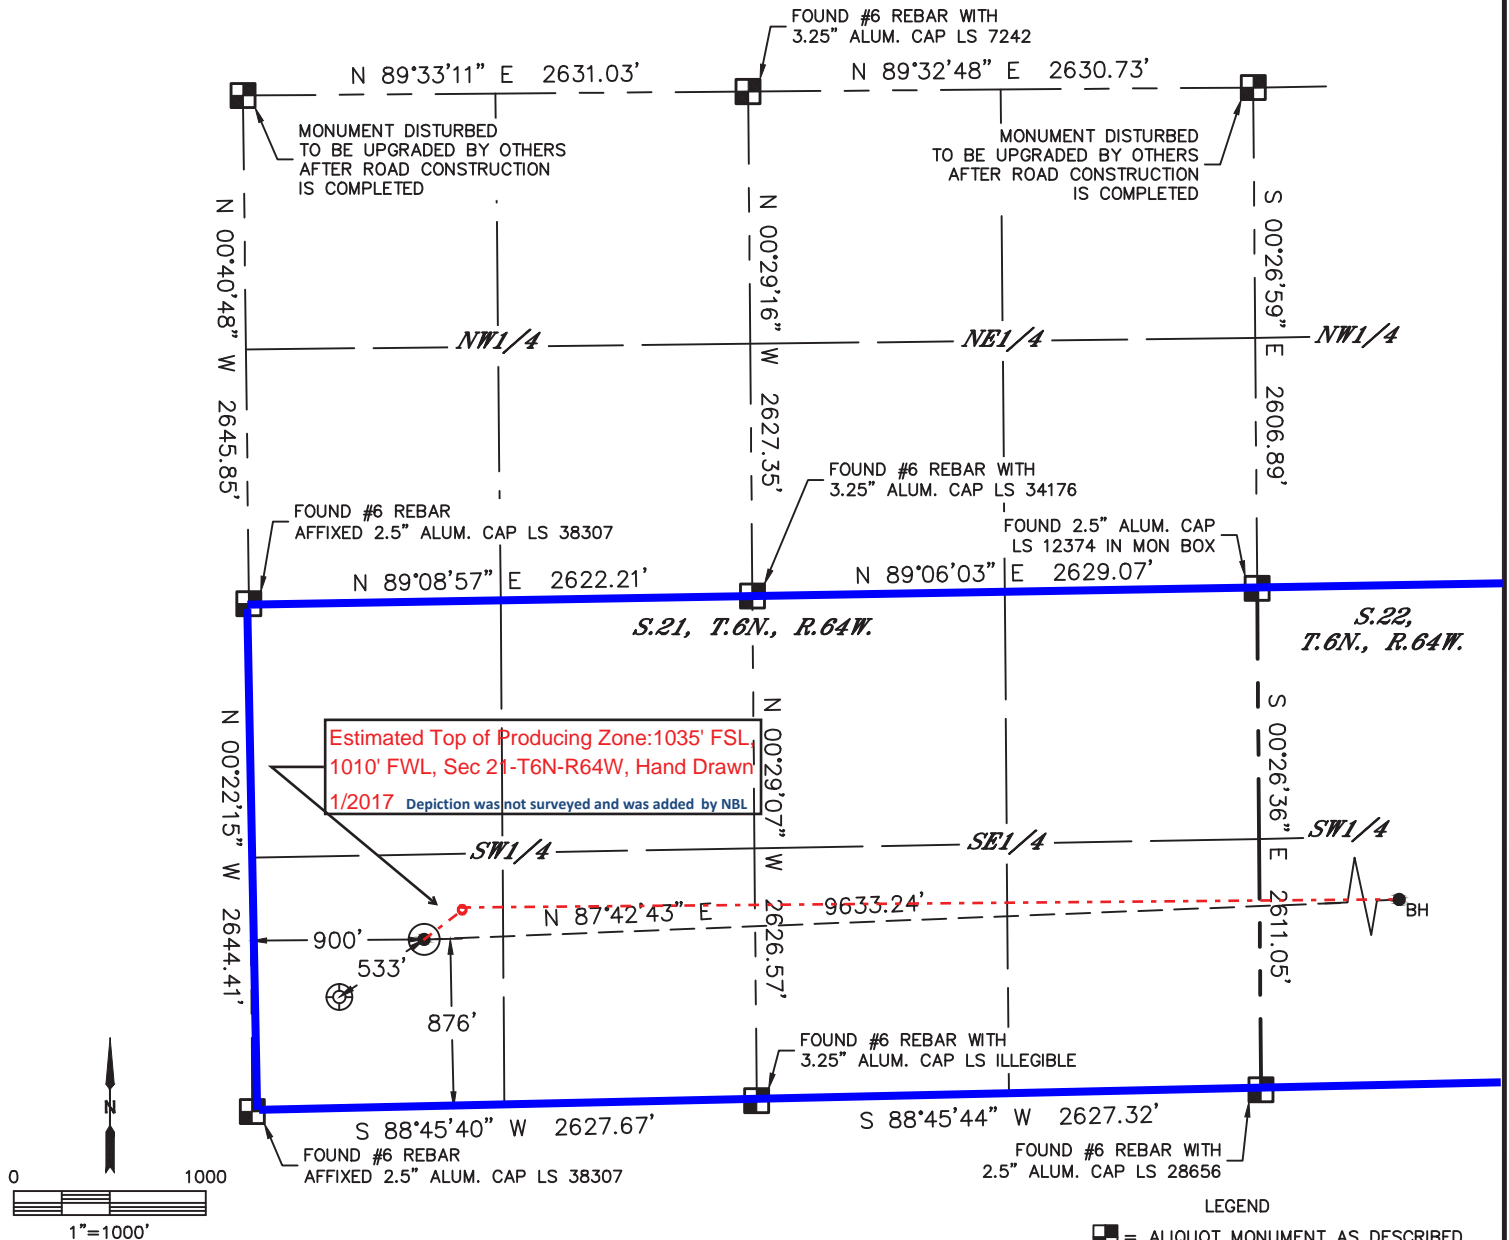 FOUND #6 REBAR WITH
3.25" ALUM. CAP LS 7242
N 89°33'11" E 2631.03'
N 89°32'48" E 2630.73'
MONUMENT DISTURBED
TO BE UPGRADED BY OTHERS
AFTER ROAD CONSTRUCTION
IS COMPLETED
MONUMENT DISTURBED
TO BE UPGRADED BY OTHERS
AFTER ROAD CONSTRUCTION
IS COMPLETED
N 00°40'48" W 2645.85'
N 00°29'16" W 2627.35'
S 00°26'59" E 2606.89'
NW1/4
NE1/4
NW1/4
FOUND #6 REBAR
AFFIXED 2.5" ALUM. CAP LS 38307
FOUND #6 REBAR WITH
3.25" ALUM. CAP LS 34176
FOUND 2.5" ALUM. CAP
LS 12374 IN MON BOX
N 89°08'57" E 2622.21'
N 89°06'03" E 2629.07'
S.21, T.6N., R.64W.
S.22,
T.6N., R.64W.
N 00°22'15" W 2644.41'
Estimated Top of Producing Zone:1035' FSL,
1010' FWL, Sec 21-T6N-R64W, Hand Drawn
1/2017 Depiction was not surveyed and was added by NBL
N 00°29'07" W 2626.57'
S 00°26'36" E 2611.05'
SW1/4
SE1/4
SW1/4
N 87°42'43" E 9633.24'
BH
900'
533'
876'
FOUND #6 REBAR WITH
3.25" ALUM. CAP LS ILLEGIBLE
N
S 88°45'40" W 2627.67'
S 88°45'44" W 2627.32'
FOUND #6 REBAR
AFFIXED 2.5" ALUM. CAP LS 38307
FOUND #6 REBAR WITH
2.5" ALUM. CAP LS 28656
0 1000
1"=1000'
LEGEND
= ALIQUOT MONUMENT AS DESCRIBED